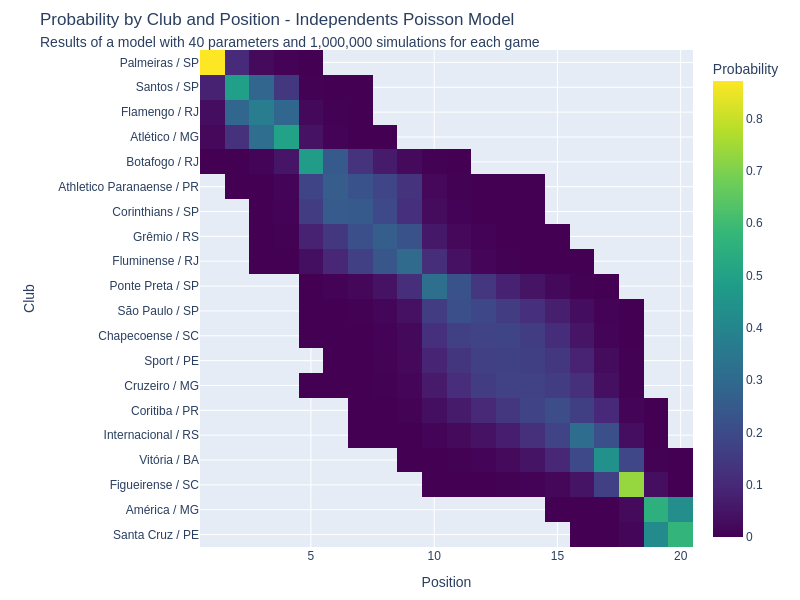 Probability by Club and Position - Independents Poisson Model
Results of a model with 40 parameters and 1,000,000 simulations for each game
Probability
Palmeiras / SP
Santos / SP
Flamengo / RJ
Atlético / MG
Botafogo / RJ
Athletico Paranaense / PR
Corinthians / SP
Grêmio / RS
Fluminense / RJ
Ponte Preta / SP
São Paulo / SP
Chapecoense / SC
Sport / PE
Cruzeiro / MG
Coritiba / PR
Internacional / RS
Vitória / BA
Figueirense / SC
América / MG
Santa Cruz / PE
Club
5
10
15
20
Position
0.8
0.7
0.6
0.5
0.4
0.3
0.2
0.1
0